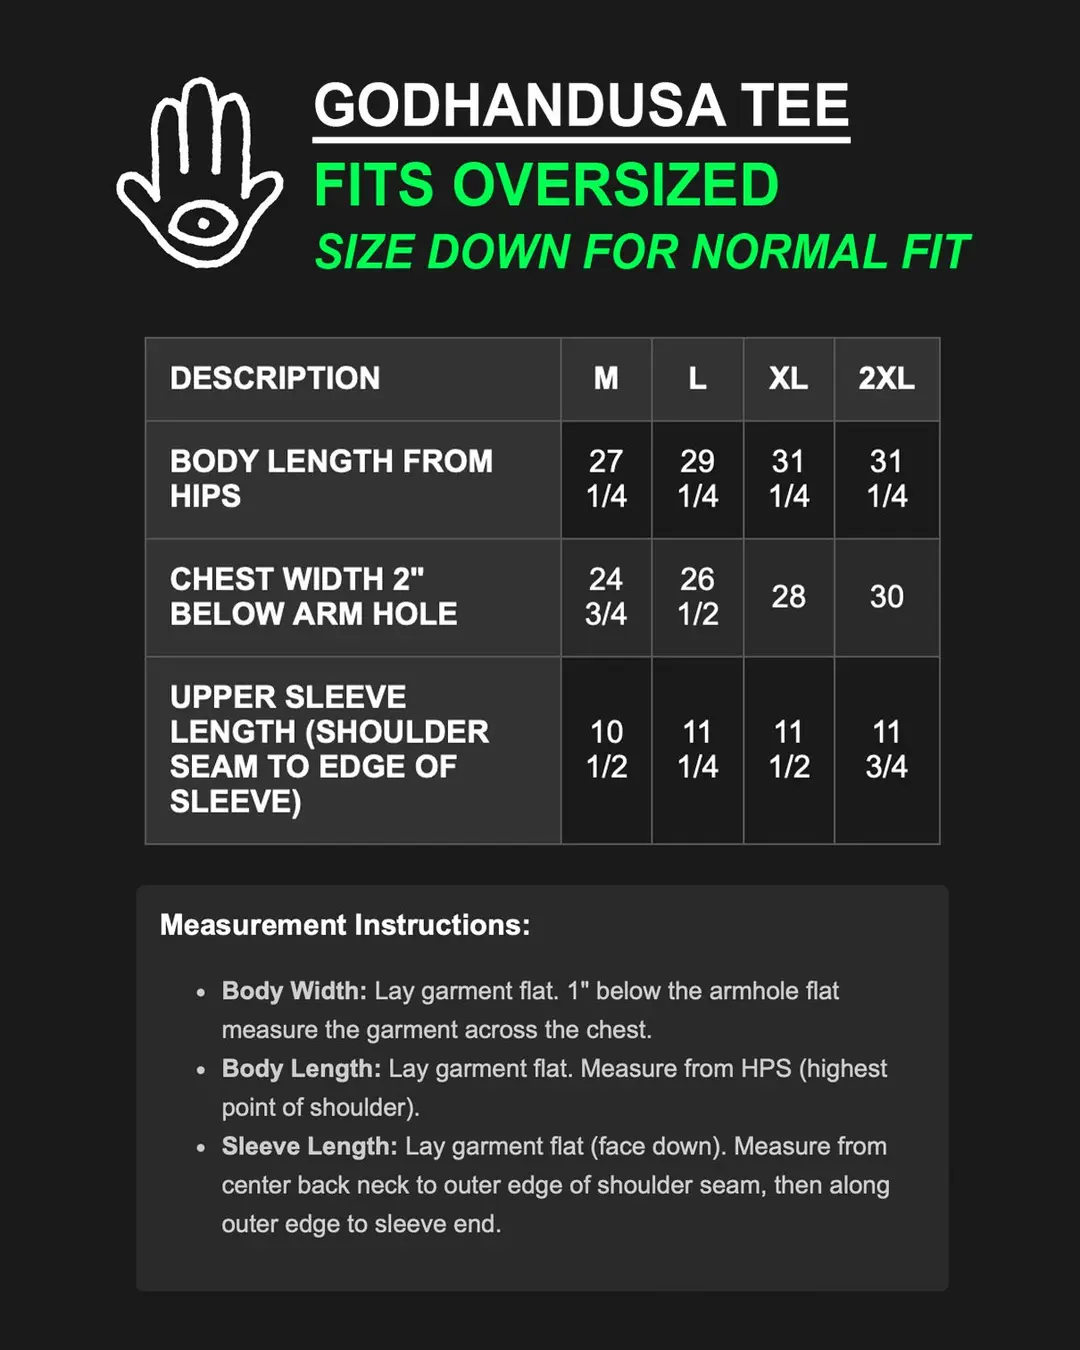 GODHANDUSA TEE
FITS OVERSIZED
SIZE DOWN FOR NORMAL FIT
DESCRIPTION M L XL 2XL
BODY LENGTH FROM
HIPS
27
1/4
29
1/4
31
1/4
31
1/4
CHEST WIDTH 2"
BELOW ARM HOLE
24
3/4
26
1/2
28
30
UPPER SLEEVE
LENGTH (SHOULDER
SEAM TO EDGE OF
SLEEVE)
10
1/2
11
1/4
11
1/2
11
3/4
Measurement Instructions:
• Body Width: Lay garment flat. 1" below the armhole flat
measure the garment across the chest.
• Body Length: Lay garment flat. Measure from HPS (highest
point of shoulder).
• Sleeve Length: Lay garment flat (face down). Measure from
center back neck to outer edge of shoulder seam, then along
outer edge to sleeve end.